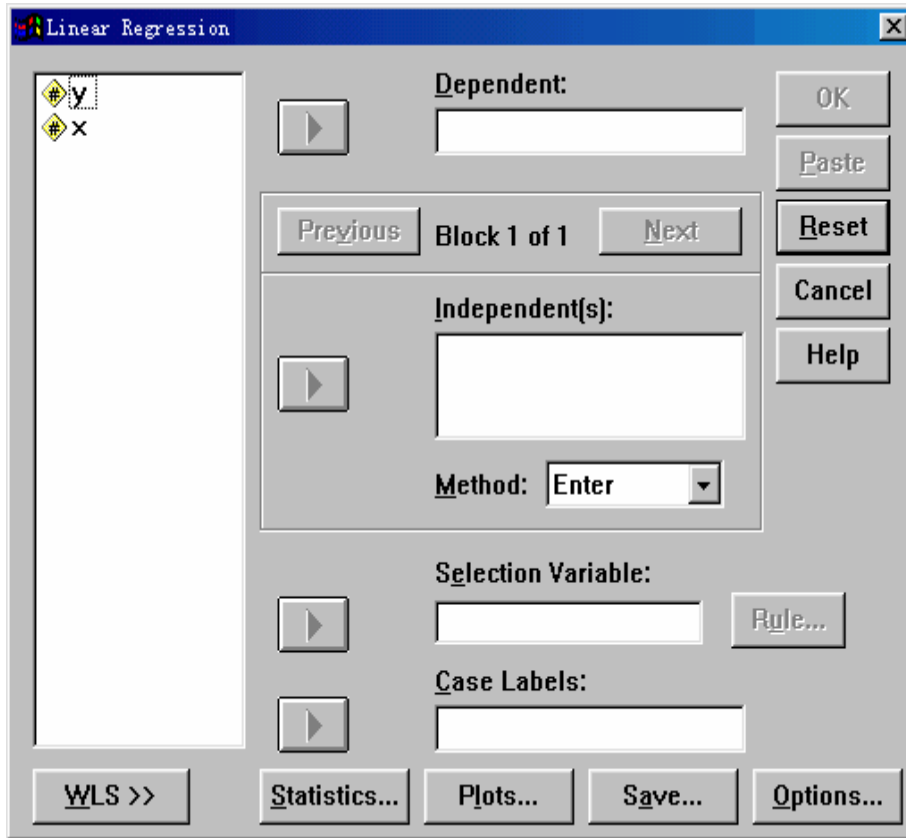 Linear Regression
y
x
Dependent:
OK
Paste
Previous
Block 1 of 1
Next
Reset
Cancel
Independent(s):
Help
Method:
Enter
Selection Variable:
Rule...
Case Labels:
WLS >>
Statistics...
Plots...
Save...
Options...